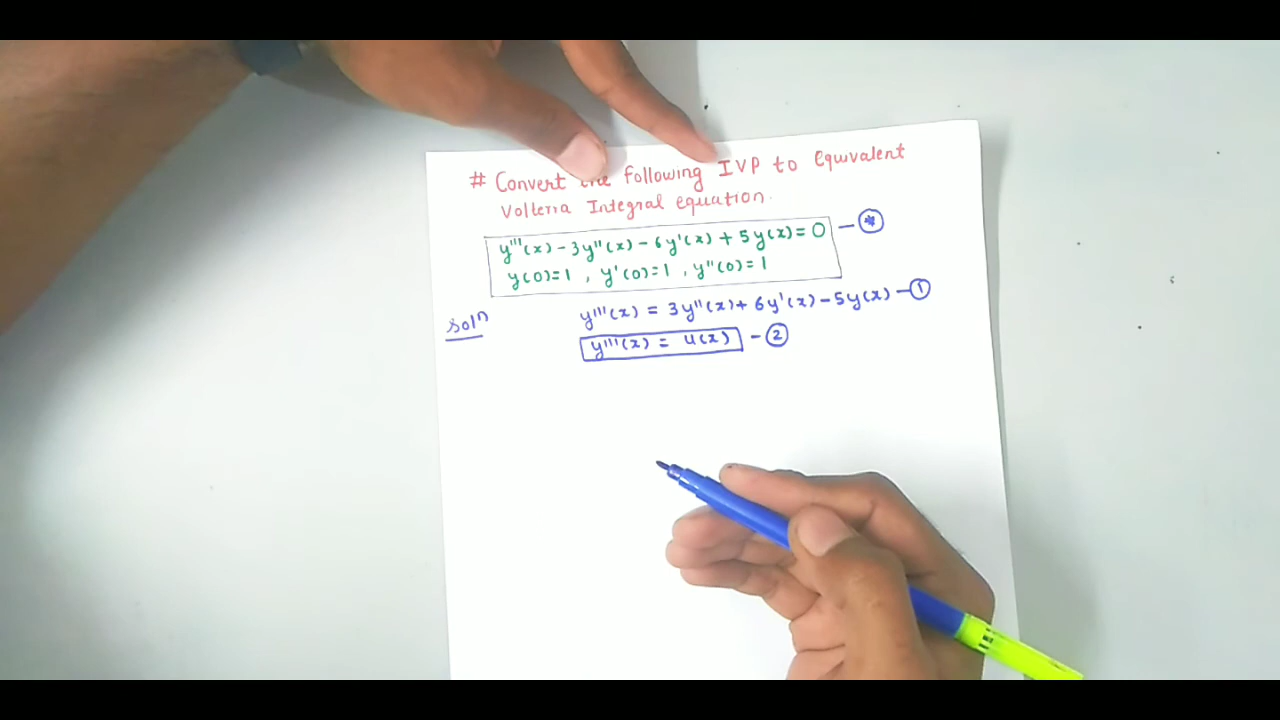 # Convert the following IVP to Equivalent
Volterra Integral equation.
y'''(x) - 3y''(x) - 6y'(x) + 5y(x) = 0 — *
y(0)=1 , y'(0)=1 , y''(0)=1
Solⁿ y'''(x) = 3y''(x) + 6y'(x) - 5y(x) — ①
y'''(x) = u(x) — ②